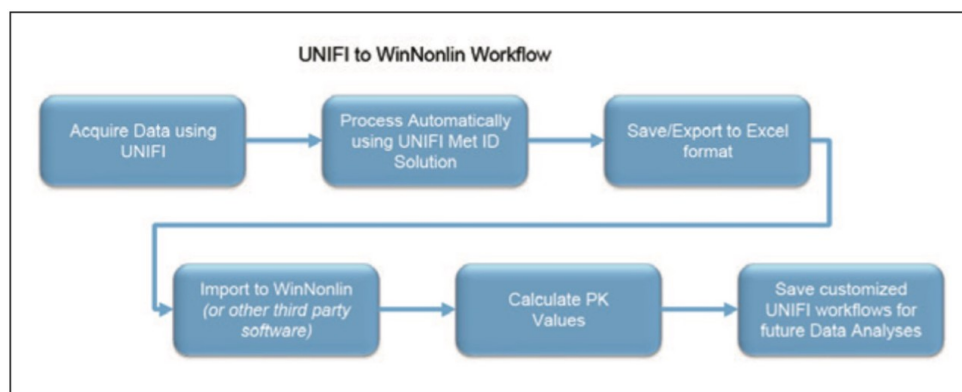 UNIFI to WinNonlin Workflow
Acquire Data using
UNIFI
Process Automatically
using UNIFI Met ID
Solution
Save/Export to Excel
format
Import to WinNonlin
(or other third party
software)
Calculate PK
Values
Save customized
UNIFI workflows for
future Data Analyses